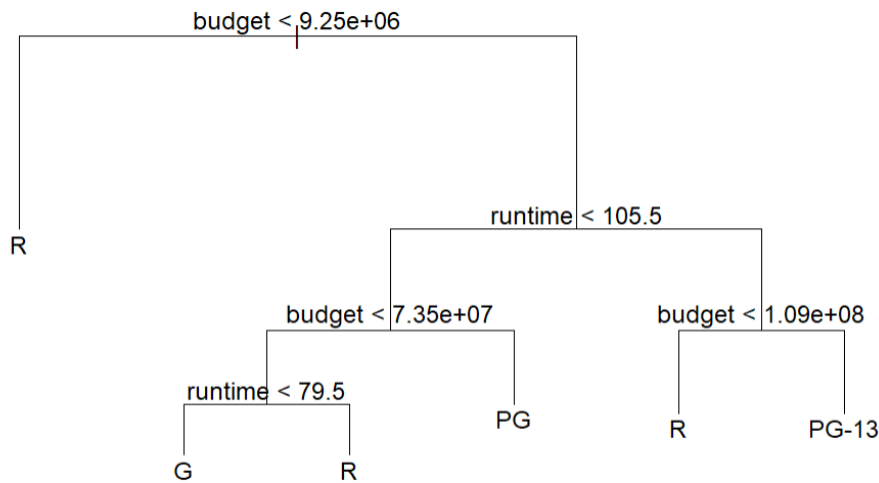 budget < 9.25e+06
R
runtime < 105.5
budget < 7.35e+07
budget < 1.09e+08
runtime < 79.5
PG
R
PG-13
G
R